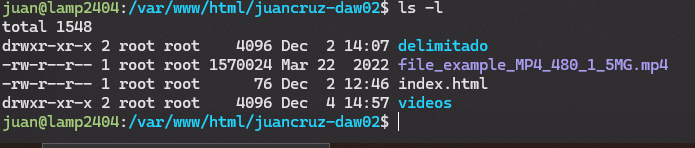 juan@lamp2404:/var/www/html/juancruz-daw02$ ls -l
total 1548
drwxr-xr-x 2 root root    4096 Dec  2 14:07 delimitado
-rw-r--r-- 1 root root 1570024 Mar 22  2022 file_example_MP4_480_1_5MG.mp4
-rw-r--r-- 1 root root      76 Dec  2 12:46 index.html
drwxr-xr-x 2 root root    4096 Dec  4 14:57 videos
juan@lamp2404:/var/www/html/juancruz-daw02$